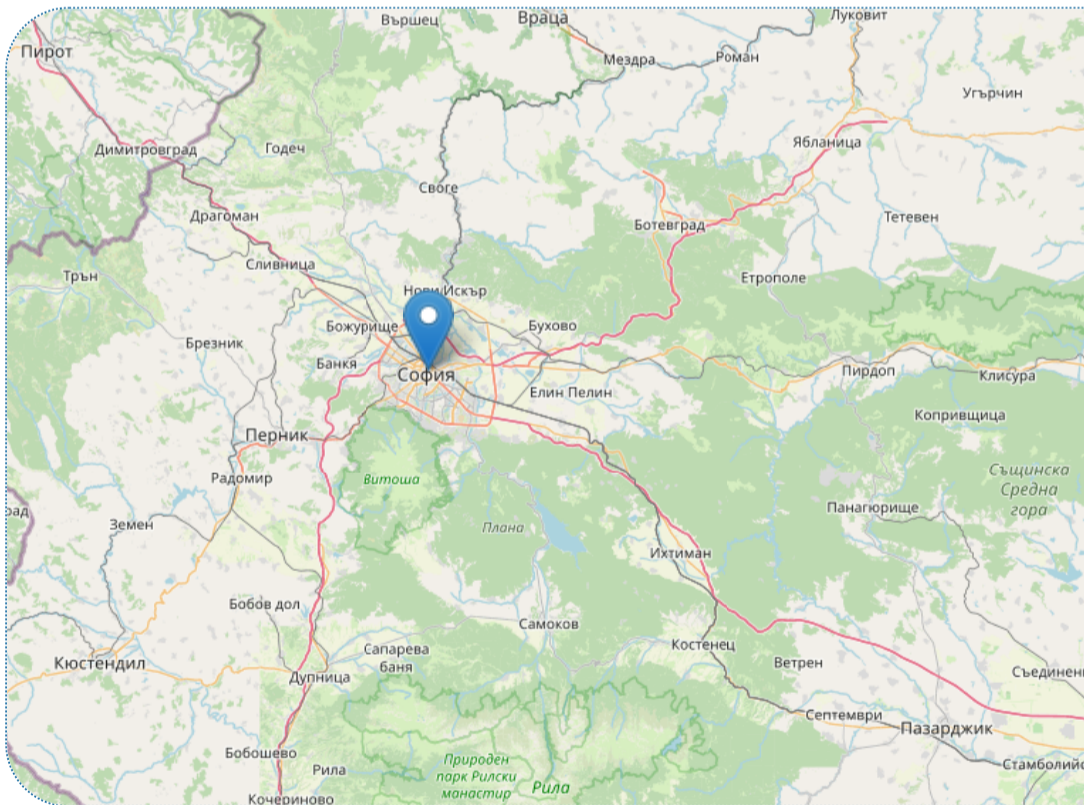 Вършец
Враца
Луковит
Пирот
Мездра
Роман
Угърчин
Димитровград
Годеч
Ябланица
Своге
Драгоман
Ботевград
Тетевен
Сливница
Трън
Етрополе
Нови Искър
Божурище
Бухово
Брезник
Банкя
София
Елин Пелин
Пирдоп
Клисура
Копривщица
Перник
Радомир
Витоша
Същинска
Средна
гора
Панагюрище
Земен
Плана
Ихтиман
Бобов дол
Самоков
Костенец
Кюстендил
Сапарева
баня
Ветрен
Дупница
Съединени
Септември
Пазарджик
Бобошево
Рила
Природен
парк Рилски
манастир
Рила
Стамболийс
Кочериново